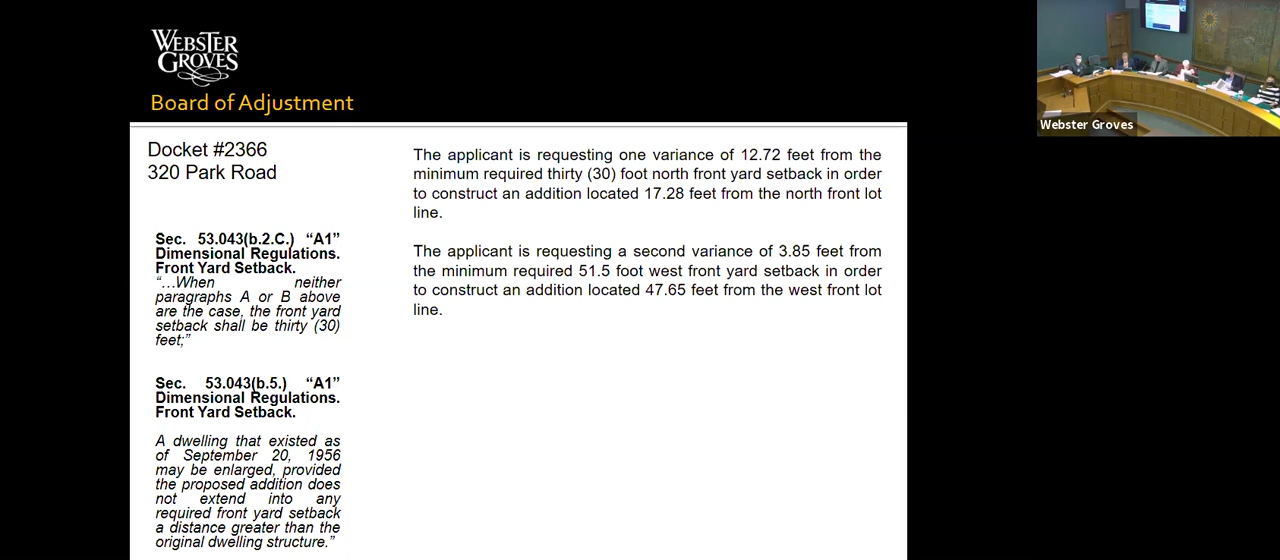 WEBSTER
GROVES
Board of Adjustment
Webster Groves
Docket #2366
320 Park Road
Sec. 53.043(b.2.C.) “A1”
Dimensional Regulations.
Front Yard Setback.
“…When neither
paragraphs A or B above
are the case, the front yard
setback shall be thirty (30)
feet;”
Sec. 53.043(b.5.) “A1”
Dimensional Regulations.
Front Yard Setback.
A dwelling that existed as
of September 20, 1956
may be enlarged, provided
the proposed addition does
not extend into any
required front yard setback
a distance greater than the
original dwelling structure.”
The applicant is requesting one variance of 12.72 feet from the
minimum required thirty (30) foot north front yard setback in order
to construct an addition located 17.28 feet from the north front lot
line.
The applicant is requesting a second variance of 3.85 feet from
the minimum required 51.5 foot west front yard setback in order
to construct an addition located 47.65 feet from the west front lot
line.